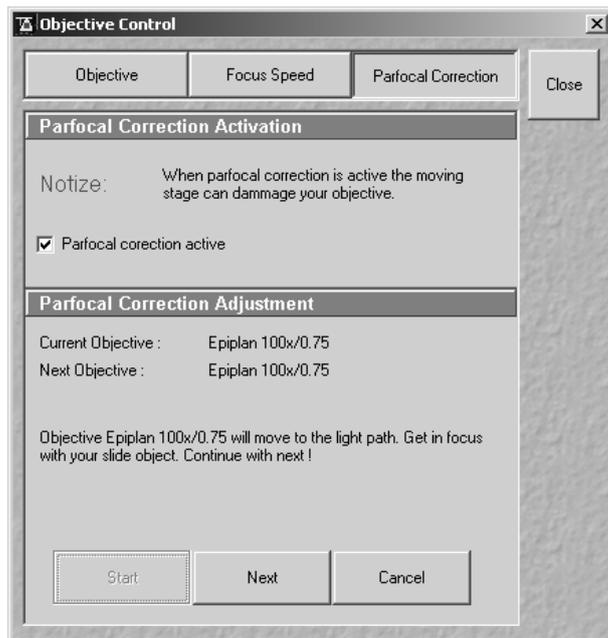 Objective Control
Objective
Focus Speed
Parfocal Correction
Close
Parfocal Correction Activation
Notize:
When parfocal correction is active the moving
stage can dammage your objective.
Parfocal corection active
Parfocal Correction Adjustment
Current Objective : Epiplan 100x/0.75
Next Objective : Epiplan 100x/0.75
Objective Epiplan 100x/0.75 will move to the light path. Get in focus
with your slide object. Continue with next !
Start
Next
Cancel